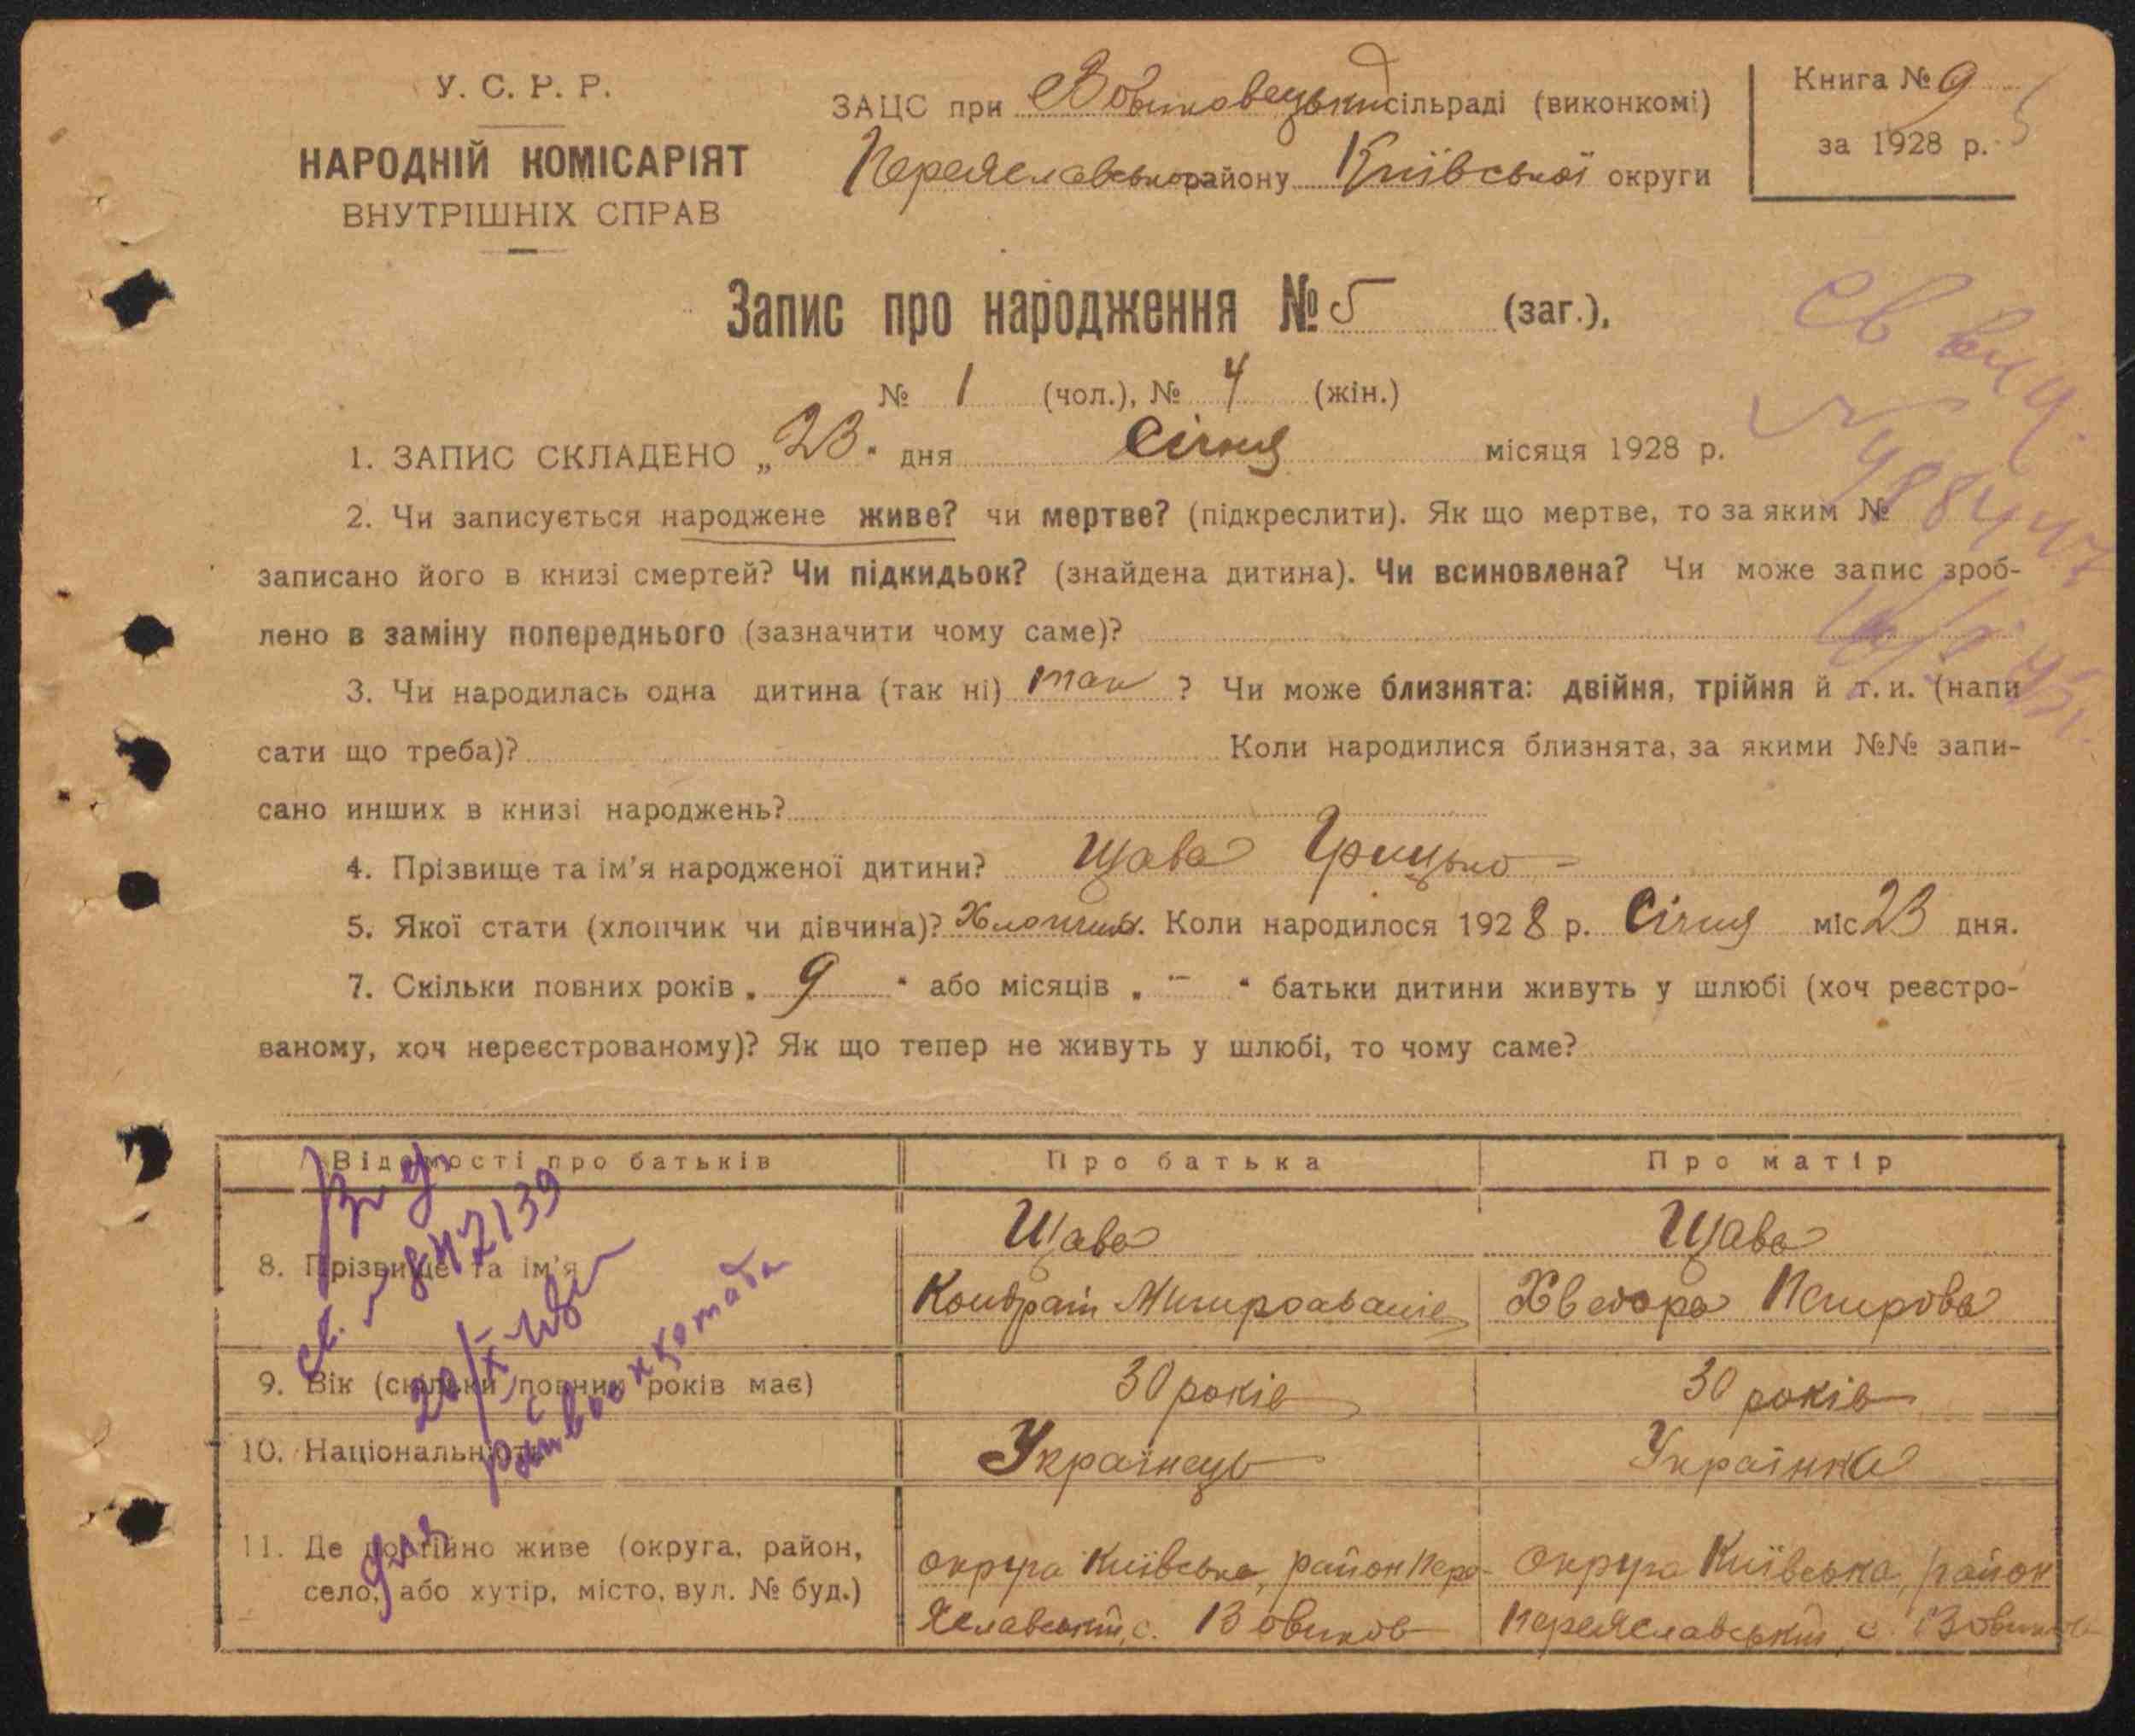 У. С. Р. Р.
НАРОДНІЙ КОМІСАРІЯТ
ВНУТРІШНІХ СПРАВ
ЗАЦС при сільраді (виконкомі)
Переяславського району Київської округи
Книга № 9
за 1928 р.
Запис про народження № 5 (заг.),
№ 1 (чол.), № 4 (жін.)
1. ЗАПИС СКЛАДЕНО „23" дня Січня місяця 1928 р.
2. Чи записується народжене живе? чи мертве? (підкреслити). Як що мертве, то за яким №
записано його в книзі смертей? Чи підкидьок? (знайдена дитина). Чи всиновлена? Чи може запис зроб-
лено в заміну попереднього (зазначити чому саме)?
3. Чи народилась одна дитина (так ні) так ? Чи може близнята: двійня, трійня й т. и. (напи
сати що треба)? Коли народилися близнята, за якими №№ запи-
сано инших в книзі народжень?
4. Прізвище та ім'я народженої дитини? Щава Грицько -
5. Якої стати (хлопчик чи дівчина)? Хлопчик. Коли народилося 1928 р. Січня міс 23 дня.
7. Скільки повних років „ 9 " або місяців „ - " батьки дитини живуть у шлюбі (хоч реєстро-
ваному, хоч нереєстрованому)? Як що тепер не живуть у шлюбі, то чому саме?
Відомості про батьків Про батька Про матір
8. Прізвище та ім'я Щава Щава
Кондрат Хведора Петрова
9. Вік (скільки повних років має) 30 років 30 років
10. Національність Українець Українка
11. Де постійно живе (округа, район, округа Київська, район Пере- Округа Київська, район
село, або хутір, місто, вул. № буд.) яславський, с. Переяславський, с.
св. № 847139